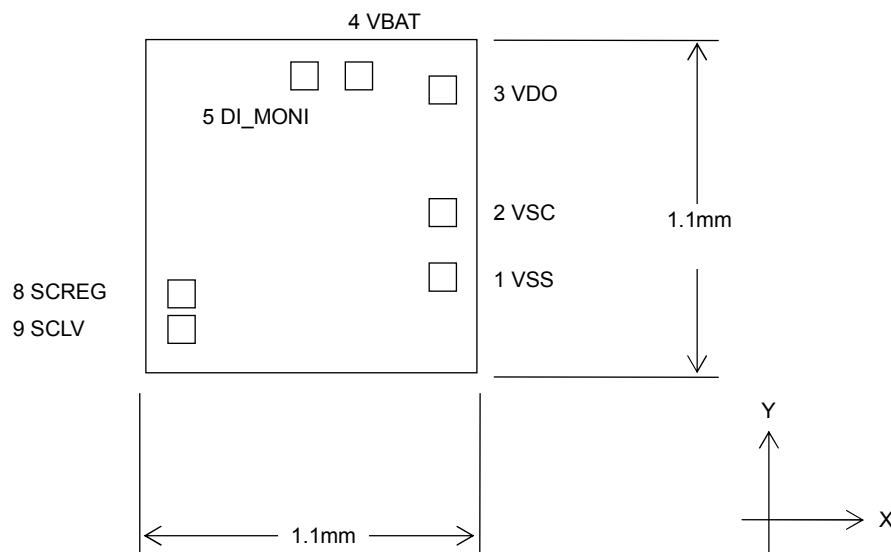 4 VBAT
3 VDO
5 DI_MONI
2 VSC
1.1mm
1 VSS
8 SCREG
9 SCLV
Y
X
1.1mm